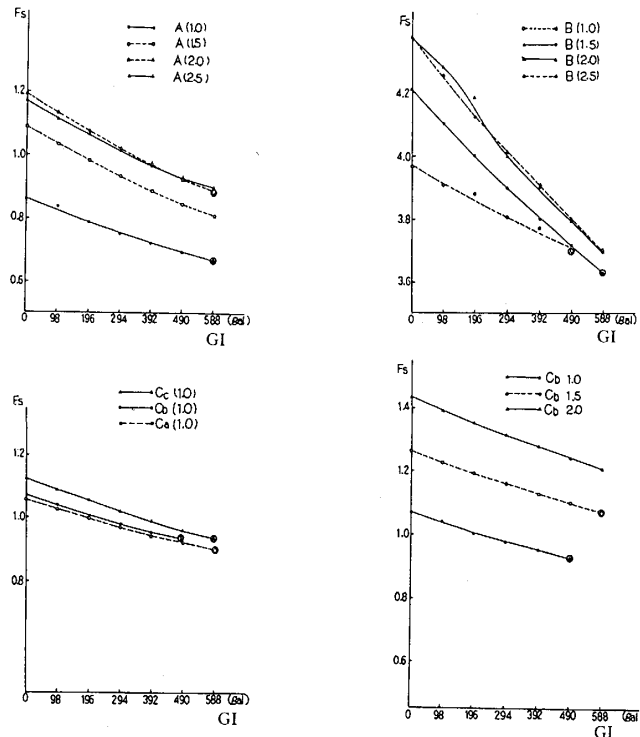 Fs
A (1.0)
A (1.5)
A (2.0)
A (2.5)
1.2
1.0
0.8
0.6
0 98 196 294 392 490 588 (gal)
GI
Fs
B (1.0)
B (1.5)
B (2.0)
B (2.5)
4.2
4.0
3.8
3.6
0 98 196 294 392 490 588 (gal)
GI
Fs
Cc (1.0)
Cb (1.0)
Ca (1.0)
1.2
1.0
0.8
0 98 196 294 392 490 588 (gal)
GI
Fs
Cb 1.0
Cb 1.5
Cb 2.0
1.4
1.2
1.0
0.8
0.6
0 98 196 294 392 490 588 (gal)
GI